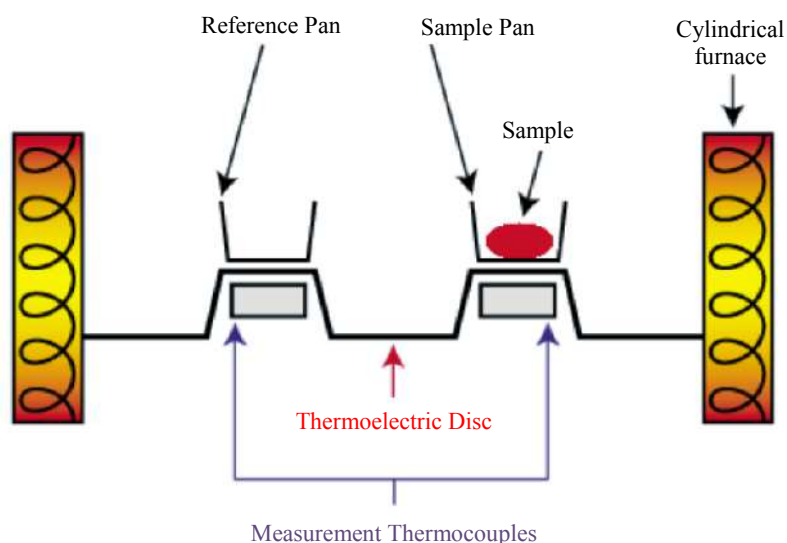 Reference Pan
Sample Pan
Cylindrical
furnace
Sample
Thermoelectric Disc
Measurement Thermocouples